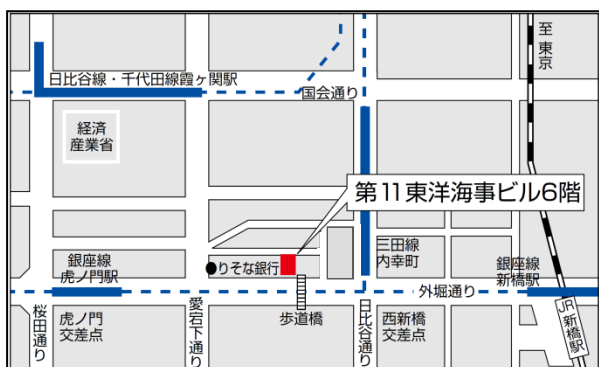 至
東京
日比谷線・千代田線霞ヶ関駅
国会通り
経済
産業省
第11東洋海事ビル6階
三田線
内幸町
銀座線
虎ノ門駅
りそな銀行
銀座線
新橋駅
外堀通り
桜田通り
虎ノ門
交差点
愛宕下通り
歩道橋
日比谷通り
西新橋
交差点
JR新橋駅